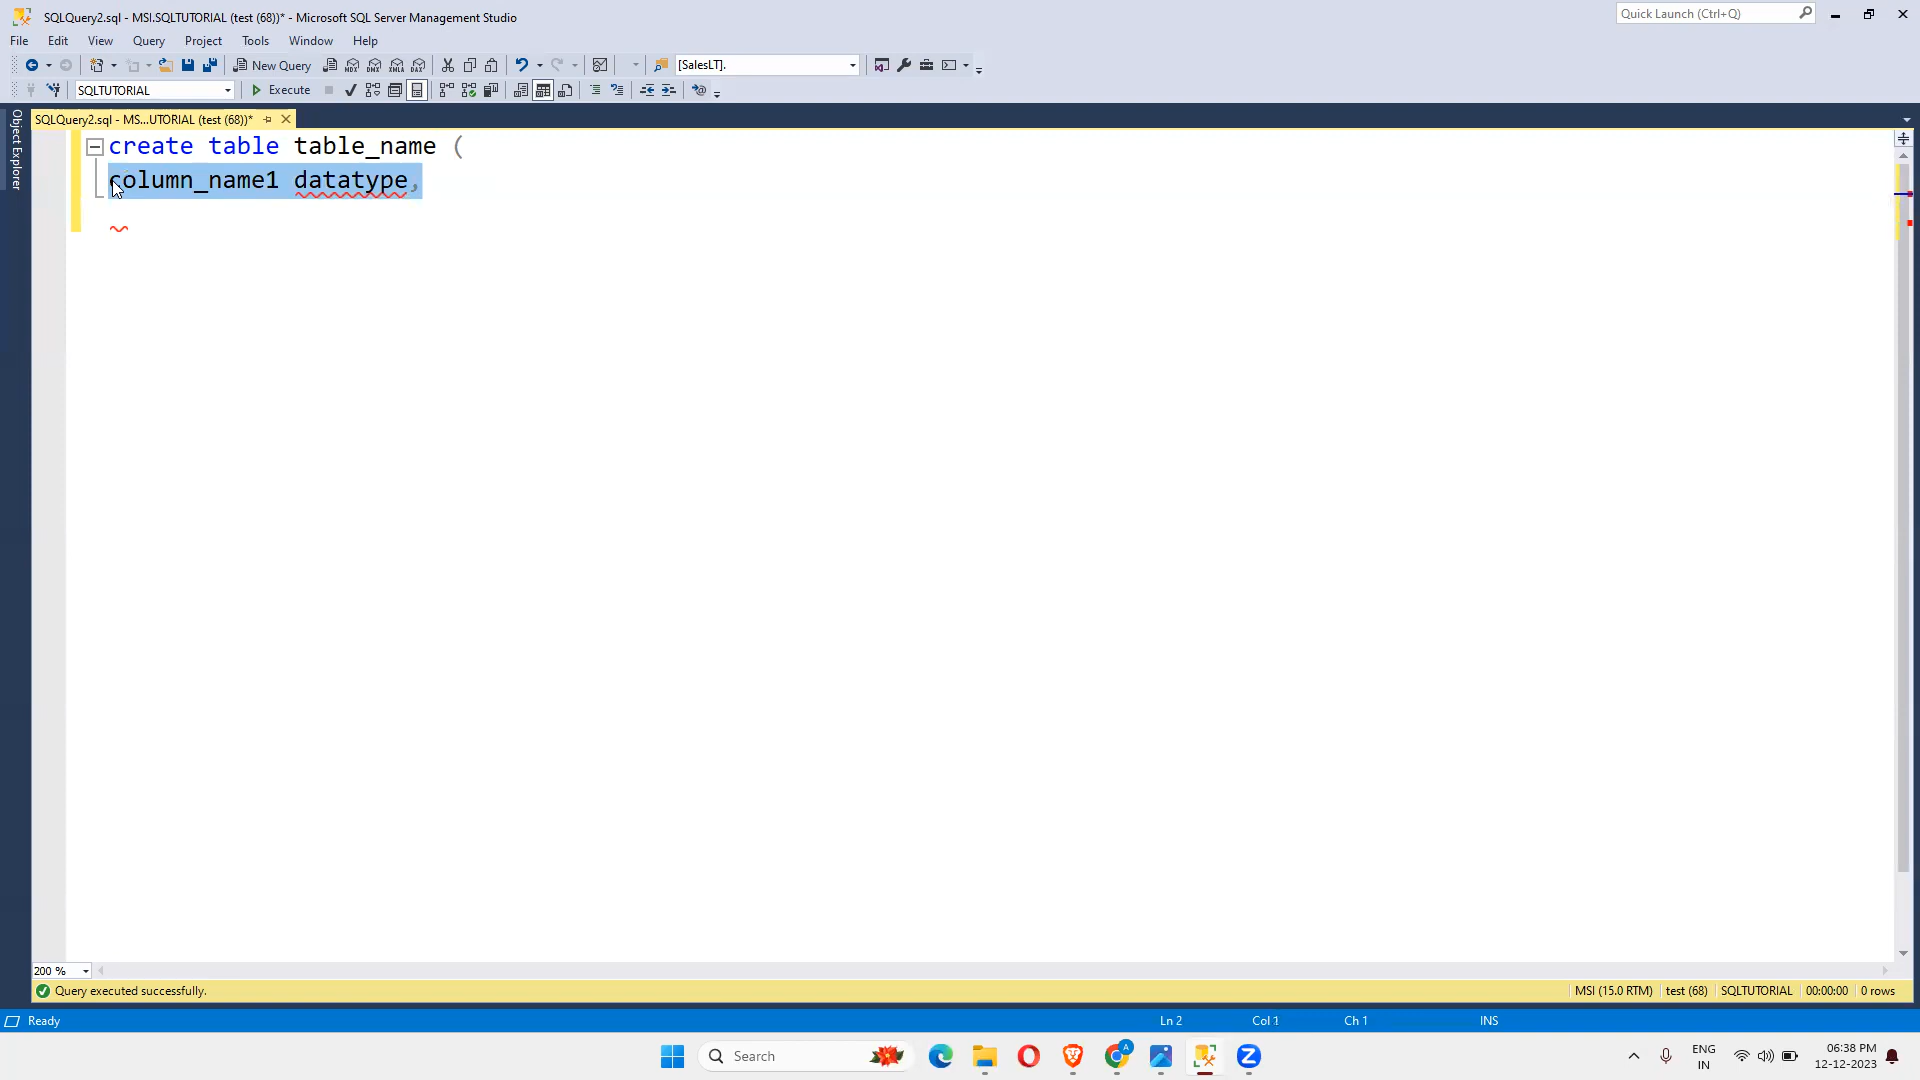 SQLQuery2.sql - MSI.SQLTUTORIAL (test (68))* - Microsoft SQL Server Management Studio
Quick Launch (Ctrl+Q)
File Edit View Query Project Tools Window Help
New Query
[SalesLT].
SQLTUTORIAL
Execute
SQLQuery2.sql - MS...UTORIAL (test (68))*
Object Explorer
create table table_name (
column_name1 datatype,
200 %
Query executed successfully.
MSI (15.0 RTM) test (68) SQLTUTORIAL 00:00:00 0 rows
Ready
Ln 2
Col 1
Ch 1
INS
Search
ENG
IN
06:38 PM
12-12-2023